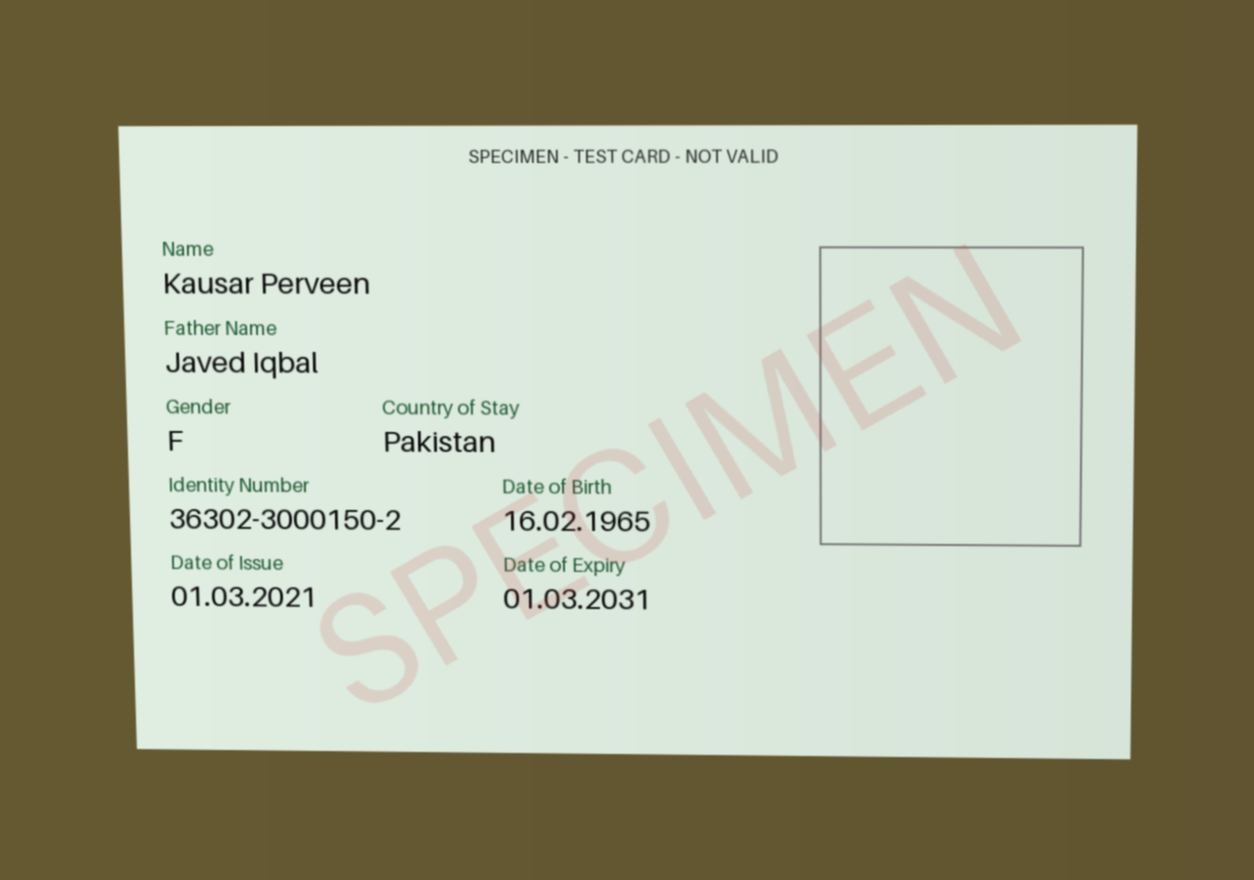 SPECIMEN - TEST CARD - NOT VALID
Name
Kausar Perveen
Father Name
Javed Iqbal
Gender Country of Stay
F Pakistan
Identity Number Date of Birth
36302-3000150-2 16.02.1965
Date of Issue Date of Expiry
01.03.2021 01.03.2031
SPECIMEN